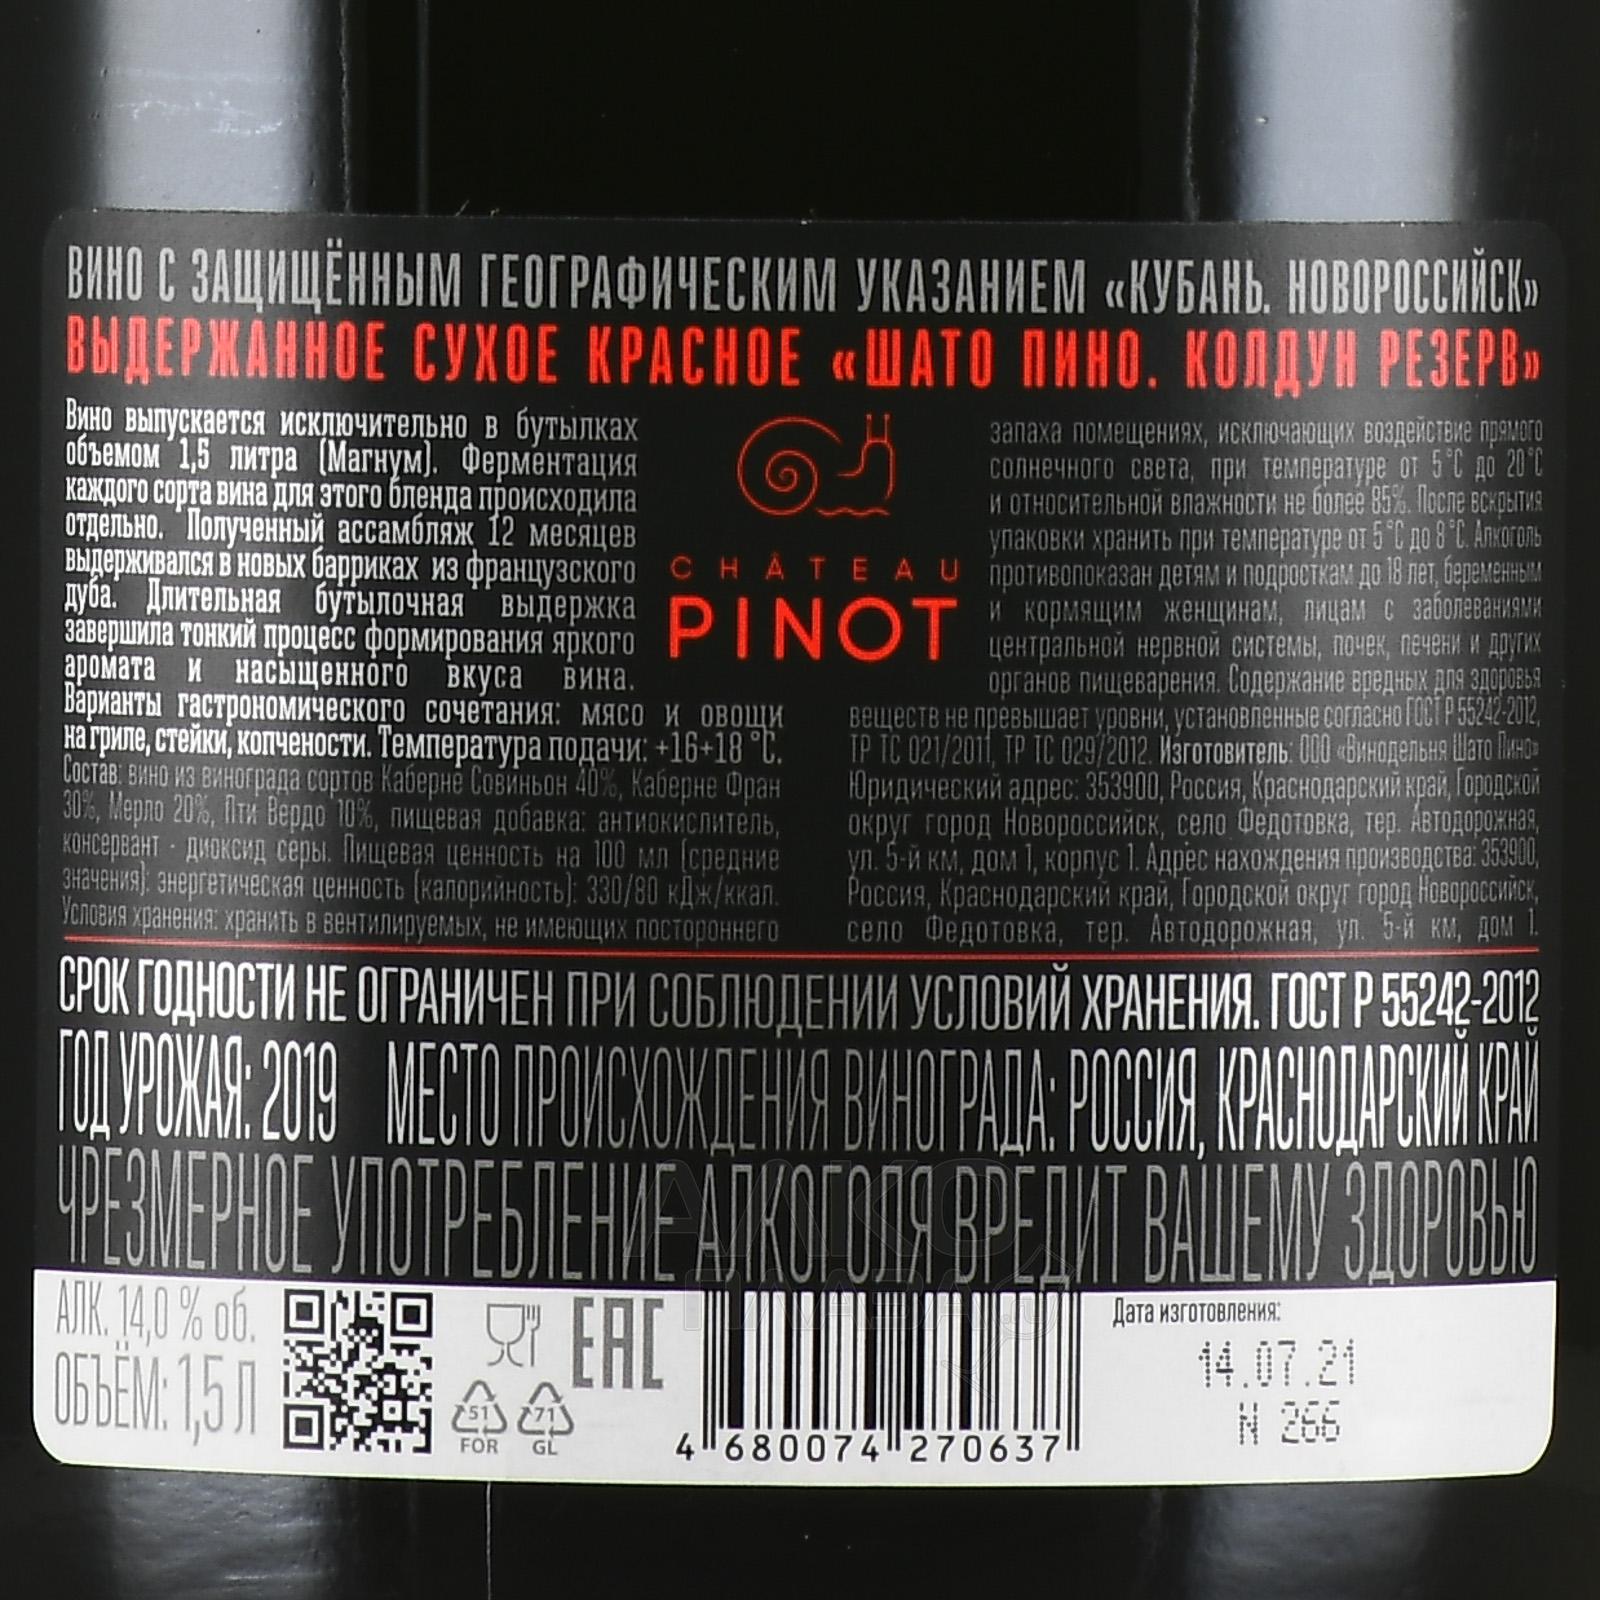 ВИНО С ЗАЩИЩЁННЫМ ГЕОГРАФИЧЕСКИМ УКАЗАНИЕМ «КУБАНЬ. НОВОРОССИЙСК»
ВЫДЕРЖАННОЕ СУХОЕ КРАСНОЕ «ШАТО ПИНО. КОЛДУН РЕЗЕРВ»
Вино выпускается исключительно в бутылках
объемом 1,5 литра (Магнум). Ферментация
каждого сорта вина для этого бленда происходила
отдельно. Полученный ассамбляж 12 месяцев
выдерживался в новых барриках из французского
дуба. Длительная бутылочная выдержка
завершила тонкий процесс формирования яркого
аромата и насыщенного вкуса вина.
Варианты гастрономического сочетания: мясо и овощи
на гриле, стейки, копчености. Температура подачи: +16+18 °С.
Состав: вино из винограда сортов Каберне Совиньон 40%, Каберне Фран
30%, Мерло 20%, Пти Вердо 10%, пищевая добавка: антиокислитель,
консервант - диоксид серы. Пищевая ценность на 100 мл (средние
значения): энергетическая ценность (калорийность): 330/80 кДж/ккал.
Условия хранения: хранить в вентилируемых, не имеющих постороннего
CHÂTEAU
PINOT
запаха помещениях, исключающих воздействие прямого
солнечного света, при температуре от 5°С до 20°С
и относительной влажности не более 85%. После вскрытия
упаковки хранить при температуре от 5°С до 8°С. Алкоголь
противопоказан детям и подросткам до 18 лет, беременным
и кормящим женщинам, лицам с заболеваниями
центральной нервной системы, почек, печени и других
органов пищеварения. Содержание вредных для здоровья
веществ не превышает уровни, установленные согласно ГОСТ Р 55242-2012,
ТР ТС 021/2011, ТР ТС 029/2012. Изготовитель: ООО «Винодельня Шато Пино»
Юридический адрес: 353900, Россия, Краснодарский край, Городской
округ город Новороссийск, село Федотовка, тер. Автодорожная,
ул. 5-й км, дом 1, корпус 1. Адрес нахождения производства: 353900,
Россия, Краснодарский край, Городской округ город Новороссийск,
село Федотовка, тер. Автодорожная, ул. 5-й км, дом 1.
СРОК ГОДНОСТИ НЕ ОГРАНИЧЕН ПРИ СОБЛЮДЕНИИ УСЛОВИЙ ХРАНЕНИЯ. ГОСТ Р 55242-2012
ГОД УРОЖАЯ: 2019 МЕСТО ПРОИСХОЖДЕНИЯ ВИНОГРАДА: РОССИЯ, КРАСНОДАРСКИЙ КРАЙ
ЧРЕЗМЕРНОЕ УПОТРЕБЛЕНИЕ АЛКОГОЛЯ ВРЕДИТ ВАШЕМУ ЗДОРОВЬЮ
АЛКО
ПЛАЗА
АЛК. 14,0 % об.
ОБЪЁМ: 1,5 Л
EAC
51
FOR
71
GL
4 680074 270637
Дата изготовления:
14.07.21
N 266